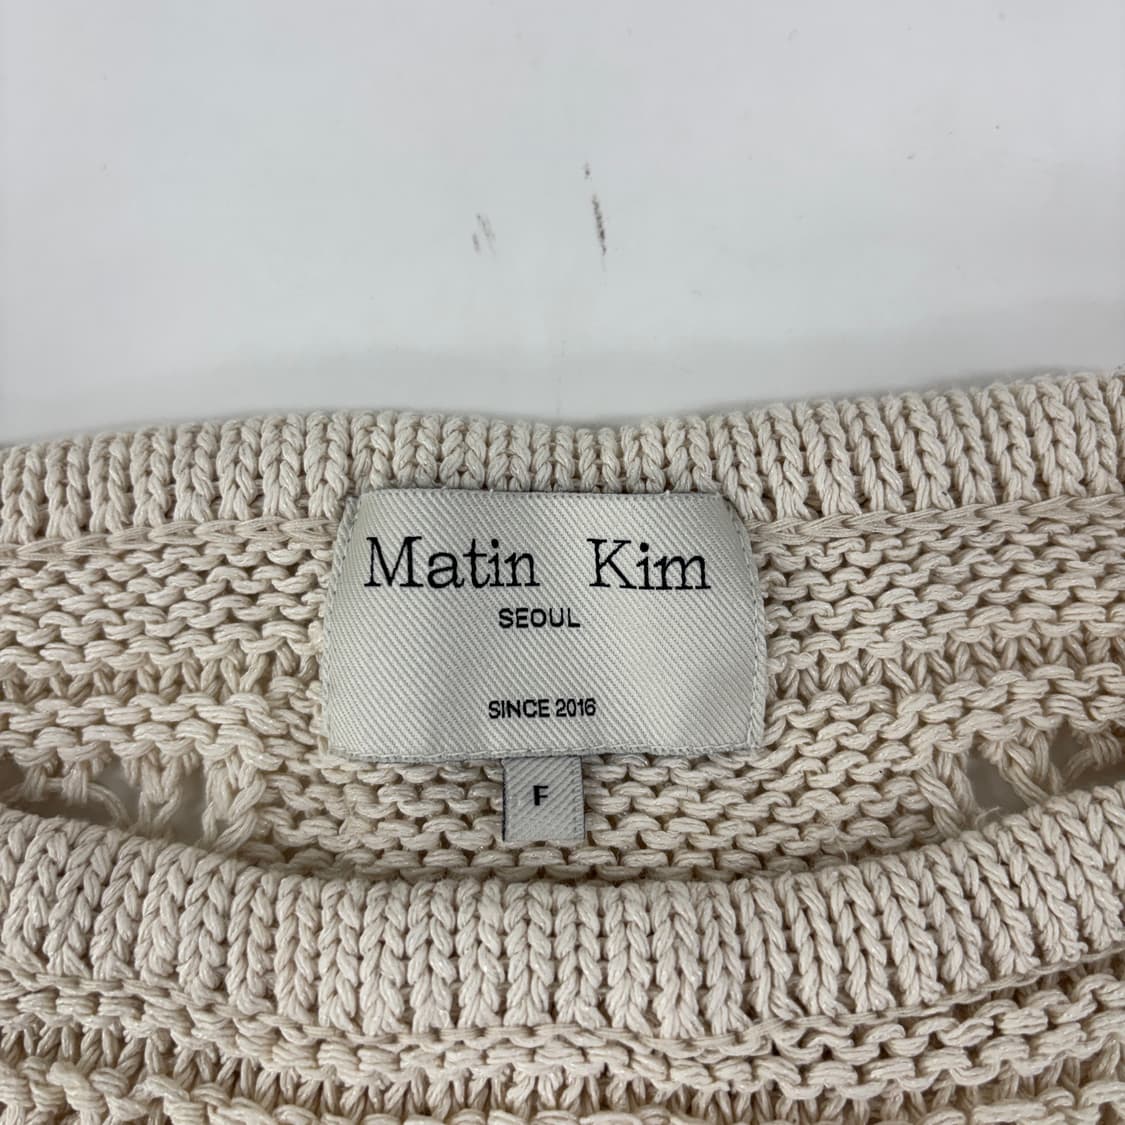 Matin Kim
SEOUL
SINCE 2016
F